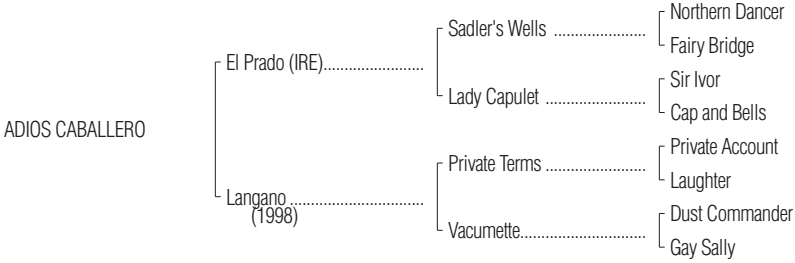 Northern Dancer
Sadler's Wells ......................
Fairy Bridge
El Prado (IRE)........................
Sir Ivor
Lady Capulet ........................
Cap and Bells
ADIOS CABALLERO
Private Account
Private Terms ........................
Laughter
Langano ................................
(1998)
Dust Commander
Vacumette..............................
Gay Sally